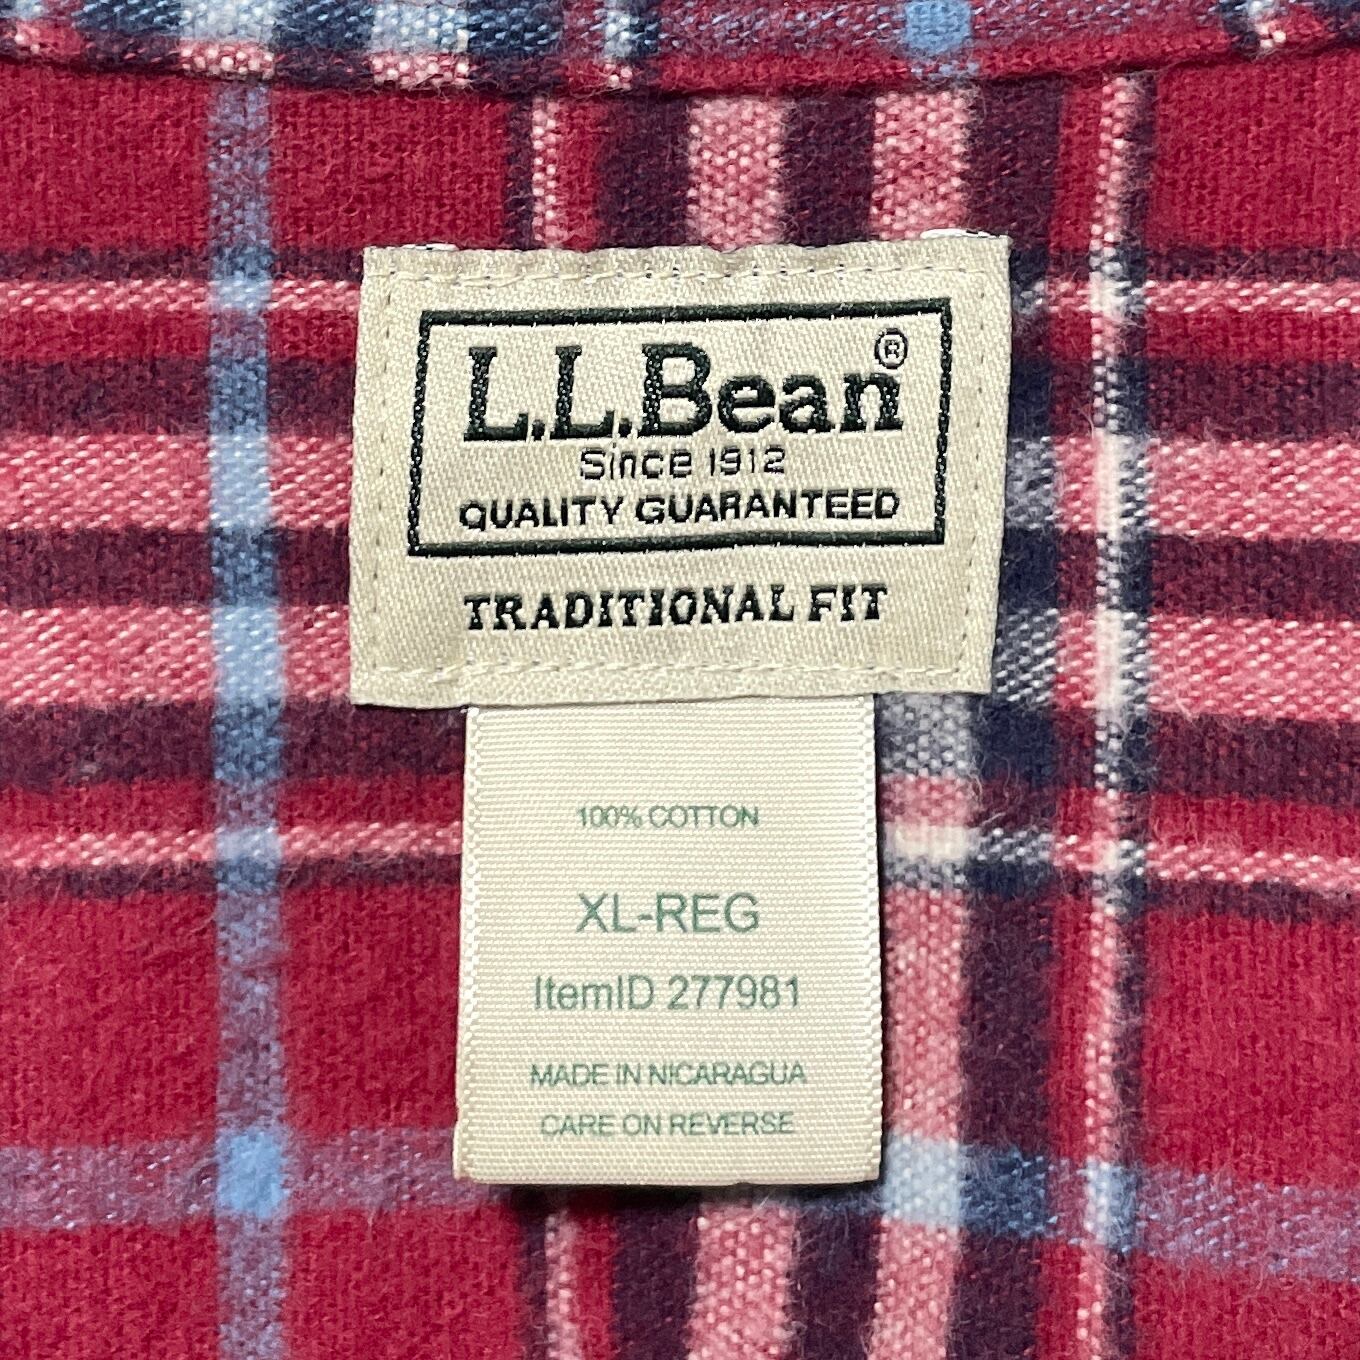 L.L.Bean®
Since 1912
QUALITY GUARANTEED
TRADITIONAL FIT
100% COTTON
XL-REG
ItemID 277981
MADE IN NICARAGUA
CARE ON REVERSE